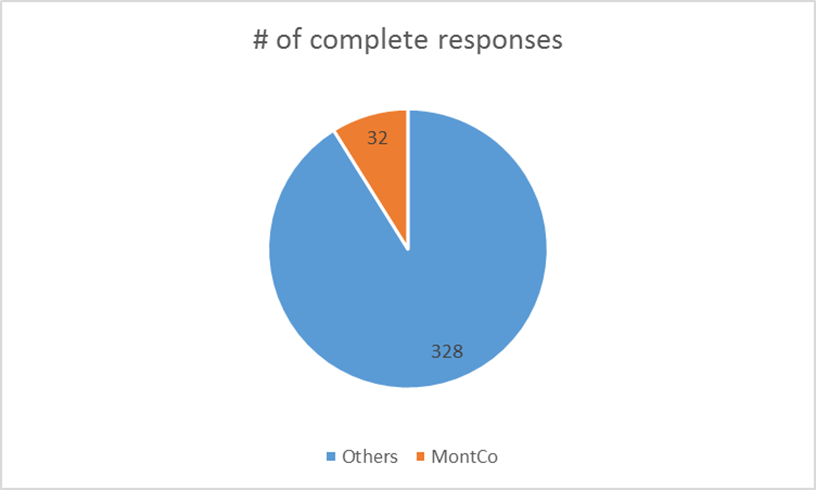 # of complete responses
32
328
Others MontCo